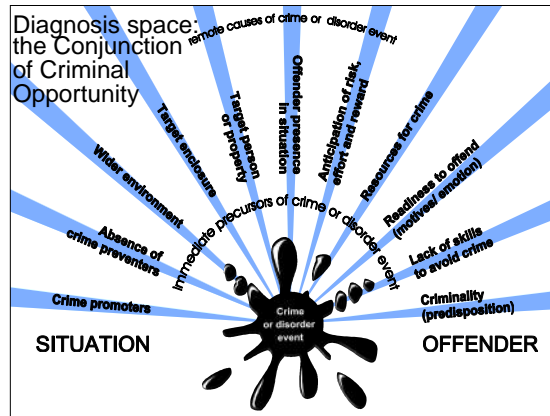 Diagnosis space:
the Conjunction
of Criminal
Opportunity
remote causes of crime or disorder event
Crime promoters
Absence of
crime preventers
Wider environment
Target enclosure
Target person
or property
Offender presence
in situation
Anticipation of risk,
effort and reward
Resources for crime
Readiness to offend
(motives/ emotion)
Lack of skills
to avoid crime
Criminality
(predisposition)
Immediate precursors of crime or disorder event
Crime
or disorder
event
SITUATION
OFFENDER